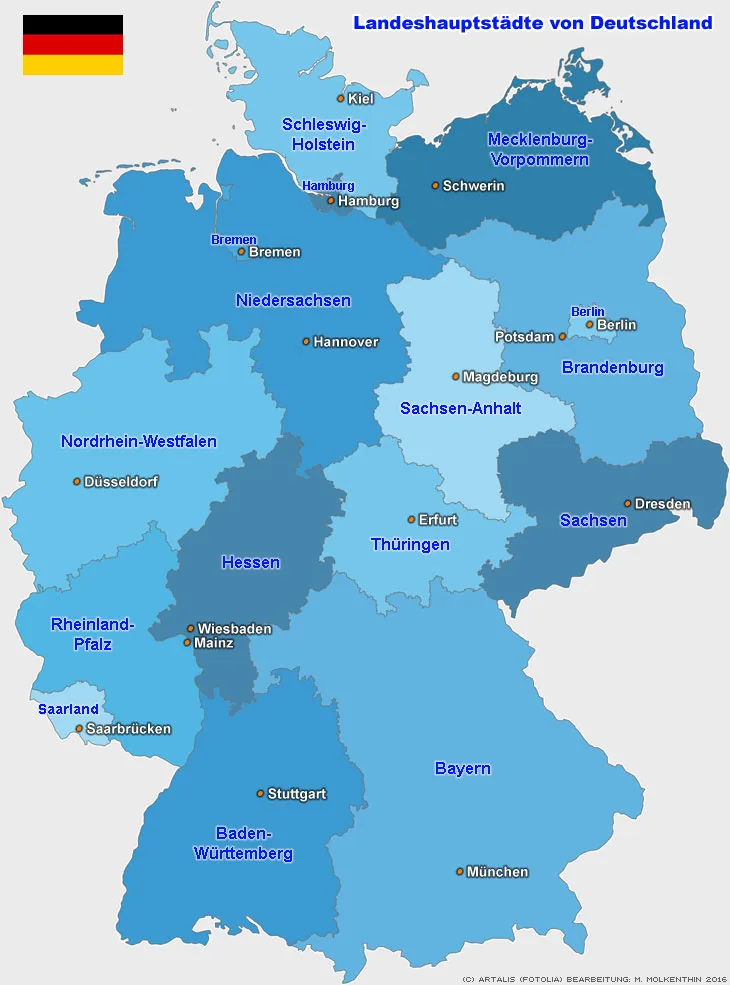 Landeshauptstädte von Deutschland
Kiel
Schleswig-
Holstein
Mecklenburg-
Vorpommern
Schwerin
Hamburg
Hamburg
Bremen
Bremen
Niedersachsen
Hannover
Berlin
Berlin
Potsdam
Brandenburg
Magdeburg
Sachsen-Anhalt
Nordrhein-Westfalen
Düsseldorf
Dresden
Sachsen
Erfurt
Thüringen
Hessen
Rheinland-
Pfalz
Wiesbaden
Mainz
Saarland
Saarbrücken
Bayern
Stuttgart
Baden-
Württemberg
München
(C) ARTALIS (FOTOLIA) BEARBEITUNG: M. MOLKENTHIN 2016